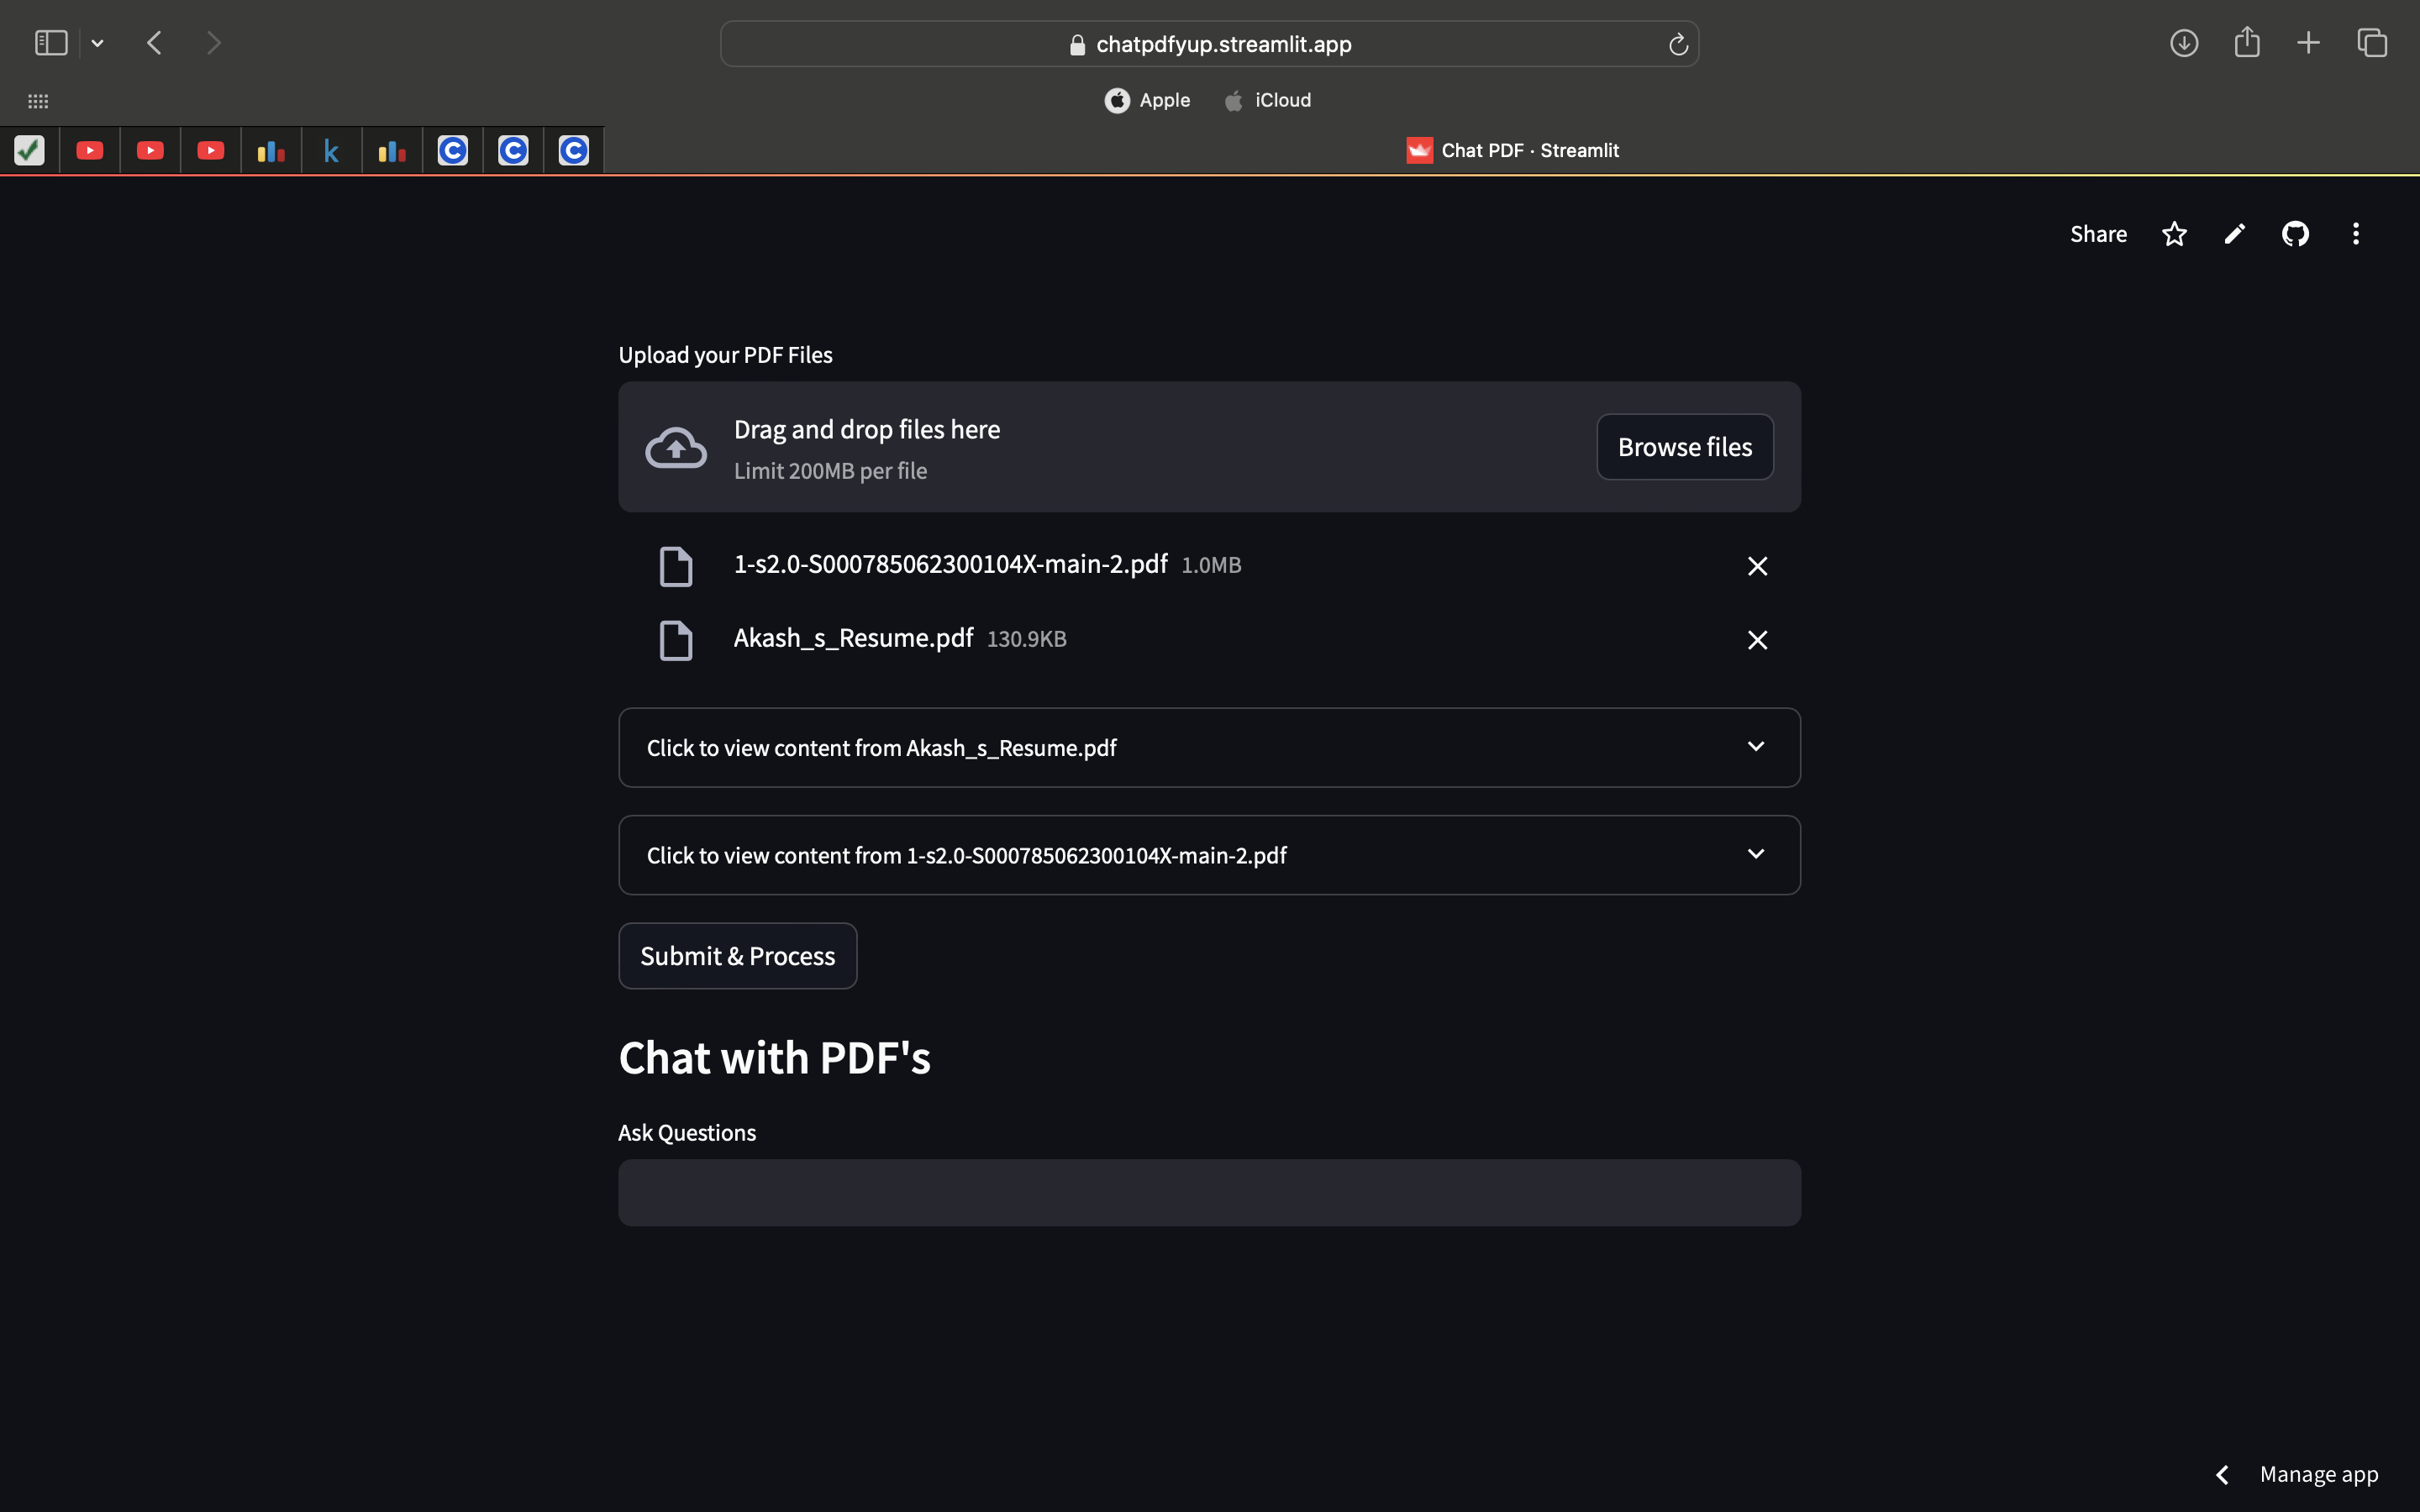 chatpdfyup.streamlit.app
Apple iCloud
k C C C Chat PDF · Streamlit
Share
Upload your PDF Files
Drag and drop files here
Limit 200MB per file
Browse files
1-s2.0-S000785062300104X-main-2.pdf 1.0MB
Akash_s_Resume.pdf 130.9KB
Click to view content from Akash_s_Resume.pdf
Click to view content from 1-s2.0-S000785062300104X-main-2.pdf
Submit & Process
Chat with PDF's
Ask Questions
Manage app